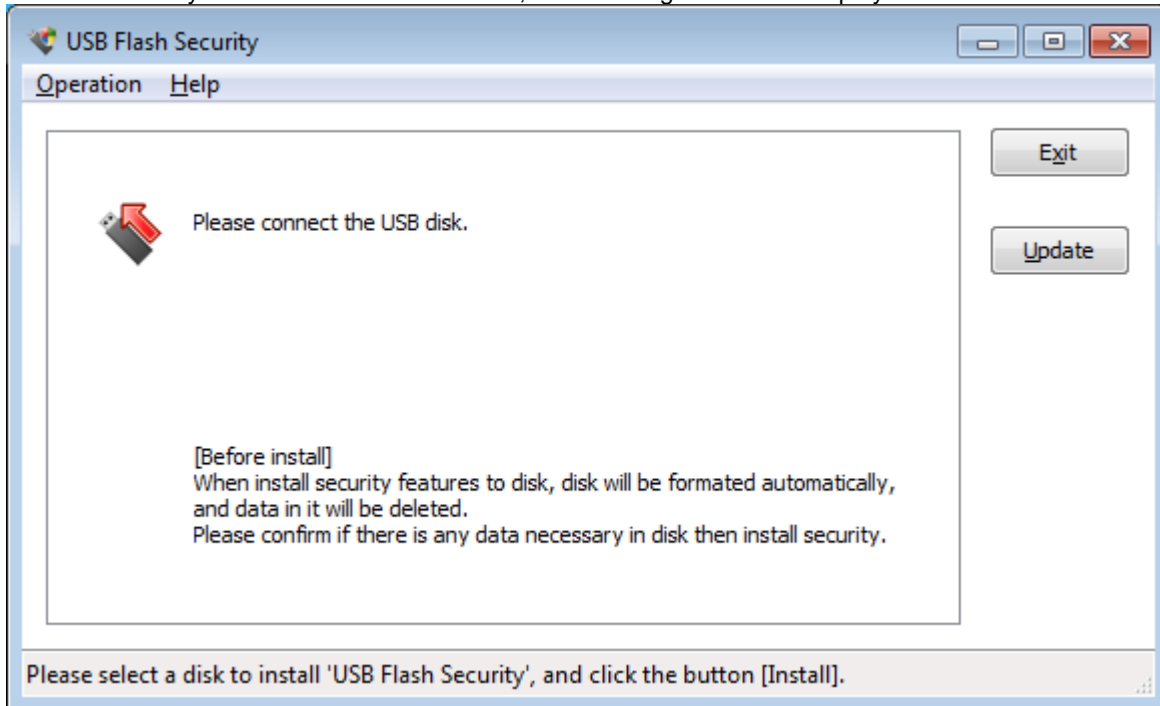 USB Flash Security
Operation Help
Exit
Please connect the USB disk.
Update
[Before install]
When install security features to disk, disk will be formated automatically,
and data in it will be deleted.
Please confirm if there is any data necessary in disk then install security.
Please select a disk to install 'USB Flash Security', and click the button [Install].